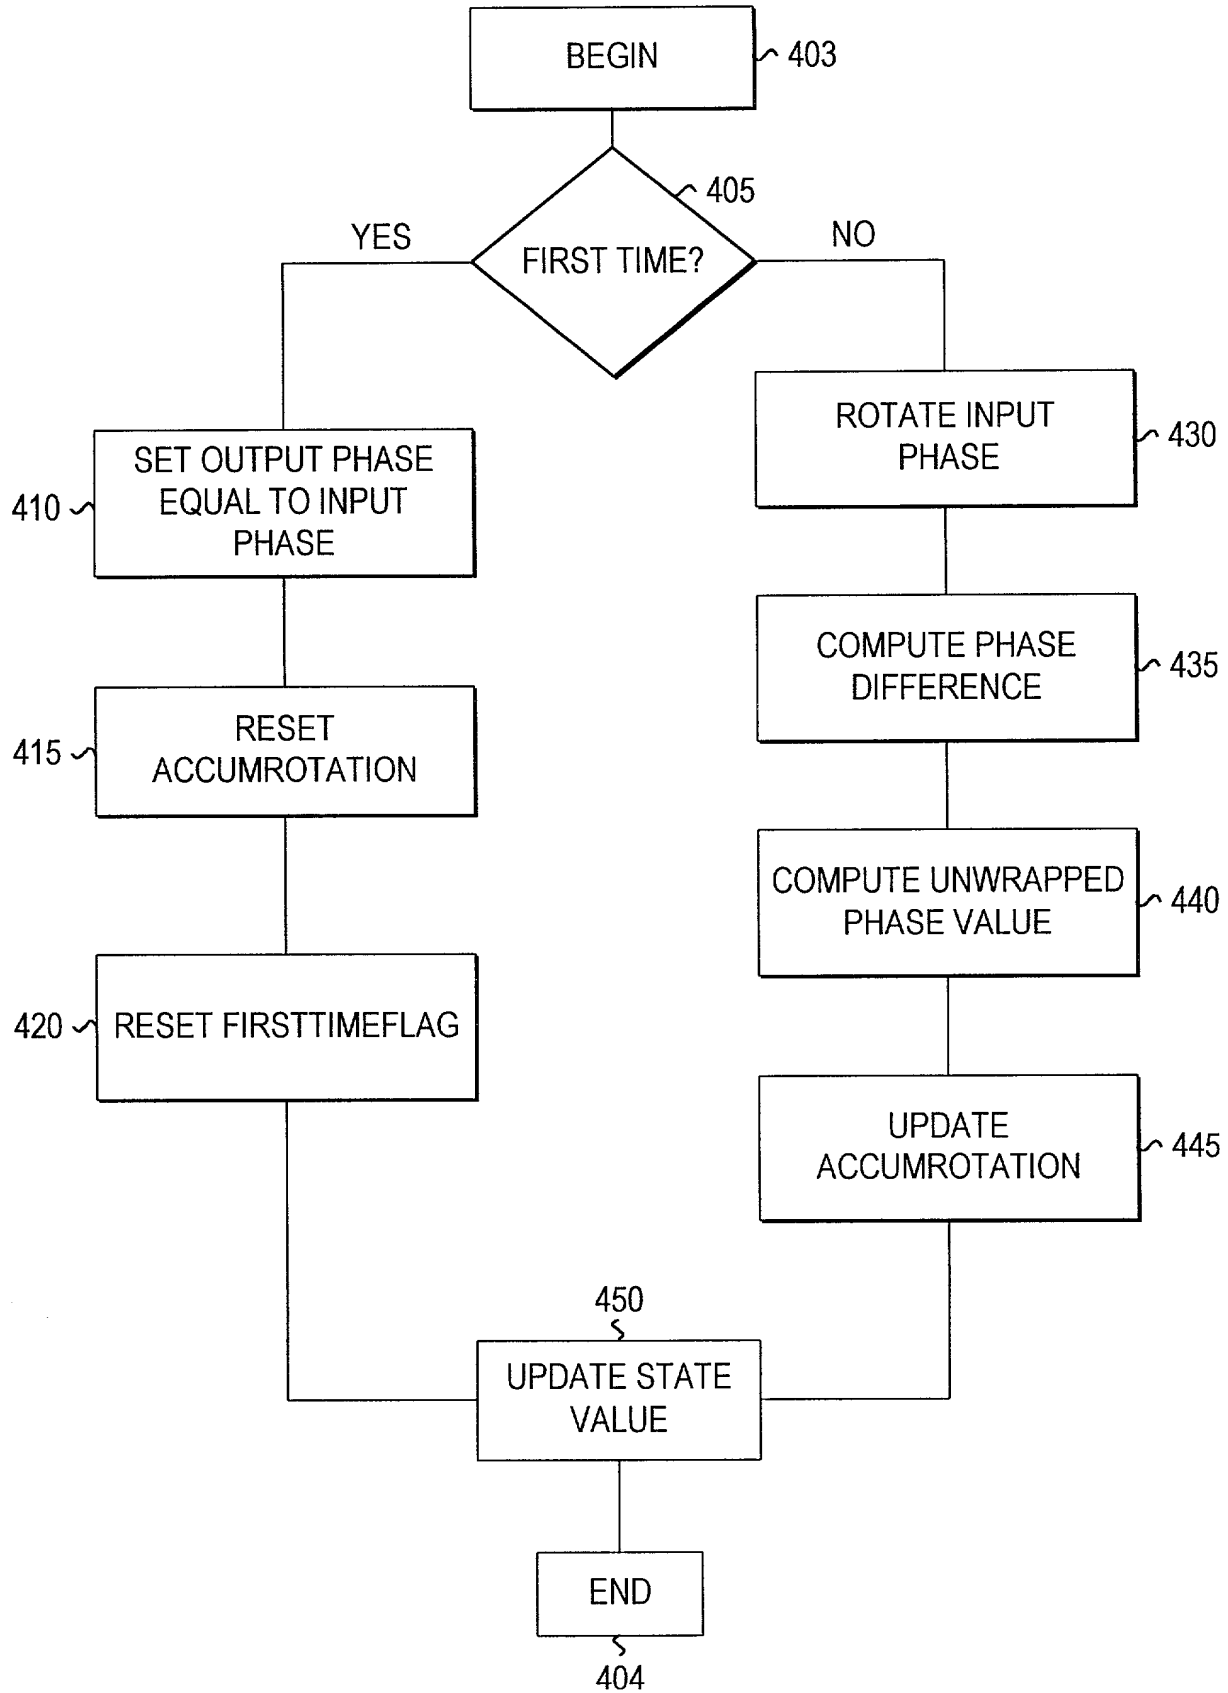 BEGIN
403
405
FIRST TIME?
YES
NO
SET OUTPUT PHASE
EQUAL TO INPUT
PHASE
410
RESET
ACCUMROTATION
415
RESET FIRSTTIMEFLAG
420
ROTATE INPUT
PHASE
430
COMPUTE PHASE
DIFFERENCE
435
COMPUTE UNWRAPPED
PHASE VALUE
440
UPDATE
ACCUMROTATION
445
450
UPDATE STATE
VALUE
END
404